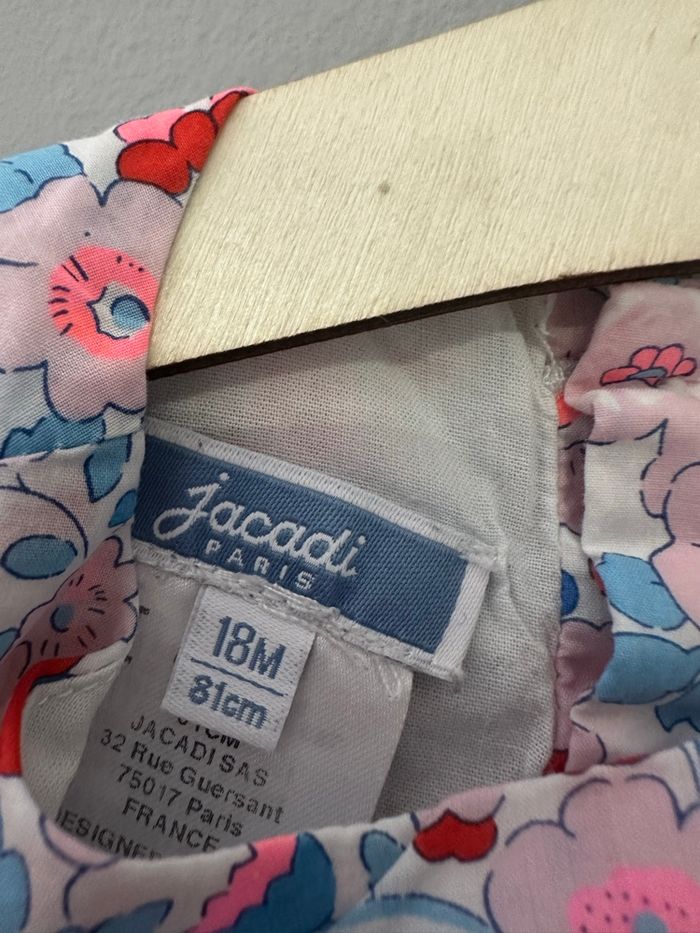 jacadi
PARIS
18M
81cm
JACADI SAS
32 Rue Guersant
75017 Paris
FRANCE